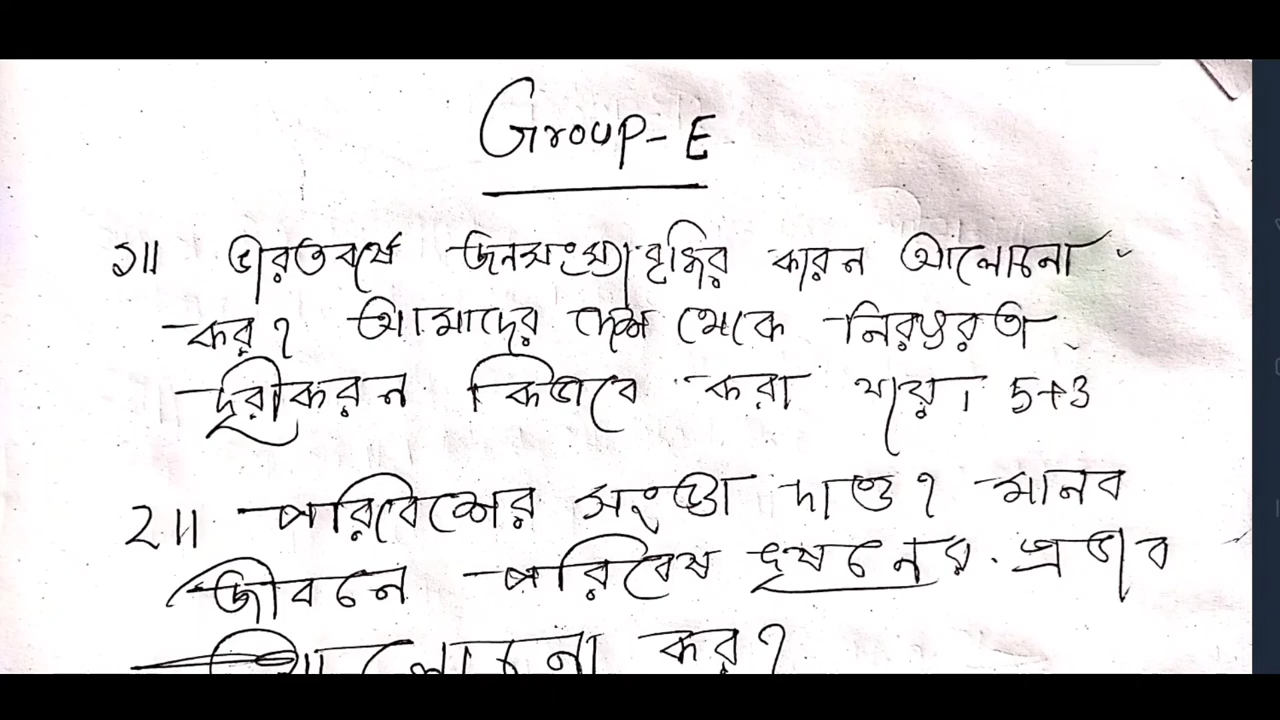 Group-E
১॥ ভারতবর্ষে জনসংখ্যা বৃদ্ধির কারন আলোচনা
কর? আমাদের দেশ থেকে নিরক্ষরতা
দূরীকরন কিভাবে করা যায়। 5+3
2॥ পরিবেশের সংজ্ঞা দাও? মানব
জীবনে পরিবেষ দূষনের প্রভাব
আলোচনা কর?